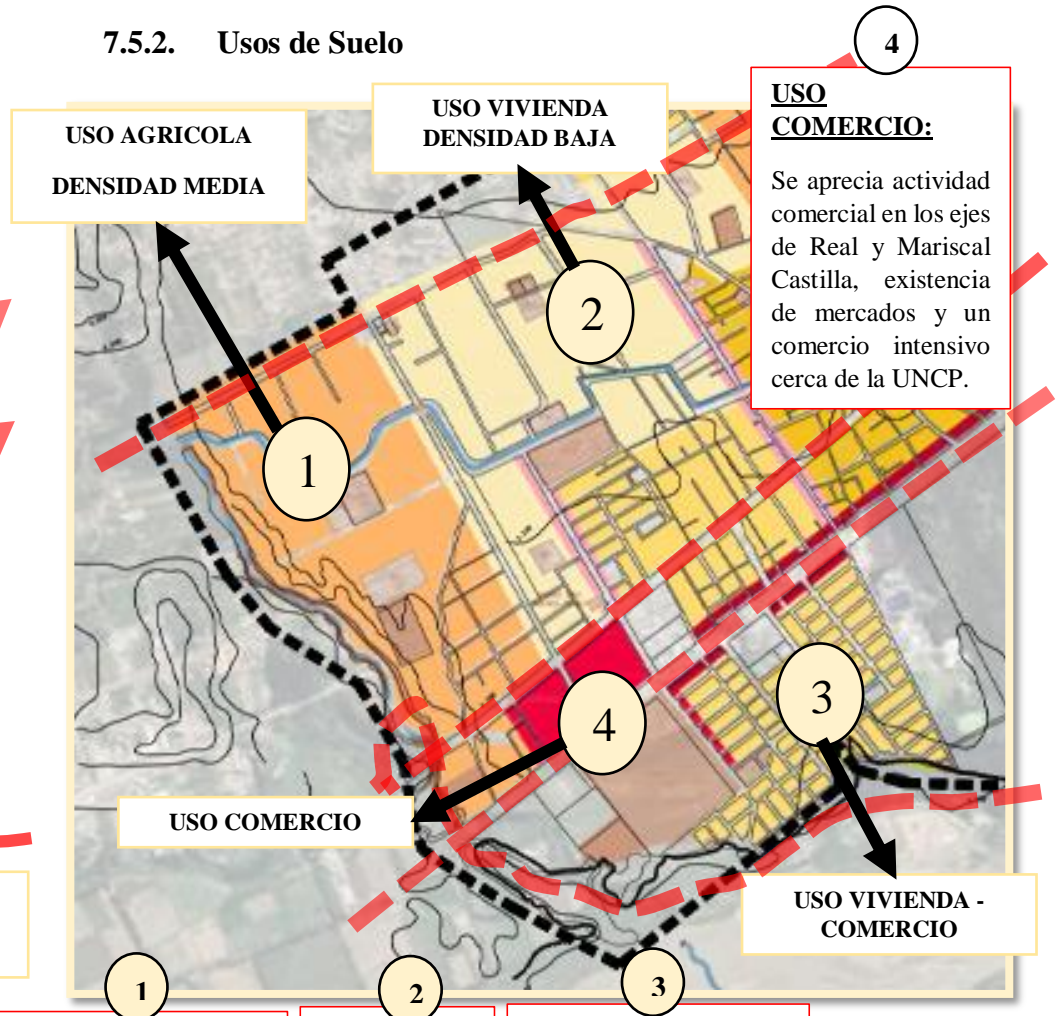 7.5.2. Usos de Suelo
4
USO AGRICOLA
DENSIDAD MEDIA
USO VIVIENDA
DENSIDAD BAJA
USO
COMERCIO:
Se aprecia actividad
comercial en los ejes
de Real y Mariscal
Castilla, existencia
de mercados y un
comercio intensivo
cerca de la UNCP.
2
1
3
4
USO COMERCIO
USO VIVIENDA -
COMERCIO
1
2
3